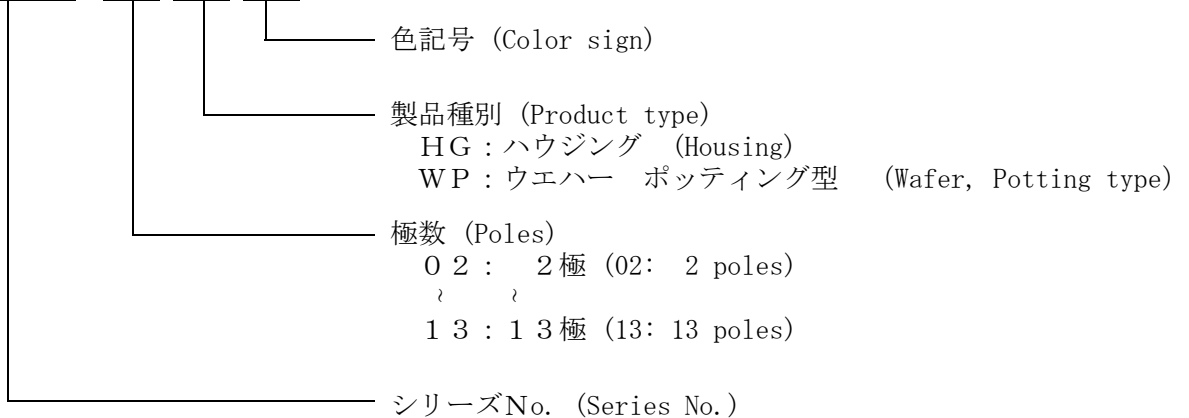 色記号 (Color sign)
製品種別 (Product type)
ＨＧ：ハウジング (Housing)
ＷＰ：ウエハー ポッティング型 (Wafer, Potting type)
極数 (Poles)
０２： ２極 (02: 2 poles)
～ ～
１３：１３極 (13: 13 poles)
シリーズNo. (Series No.)